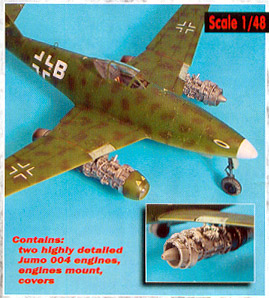 Scale 1/48
B
Contains:
two highly detailed
Jumo 004 engines,
engines mount,
covers